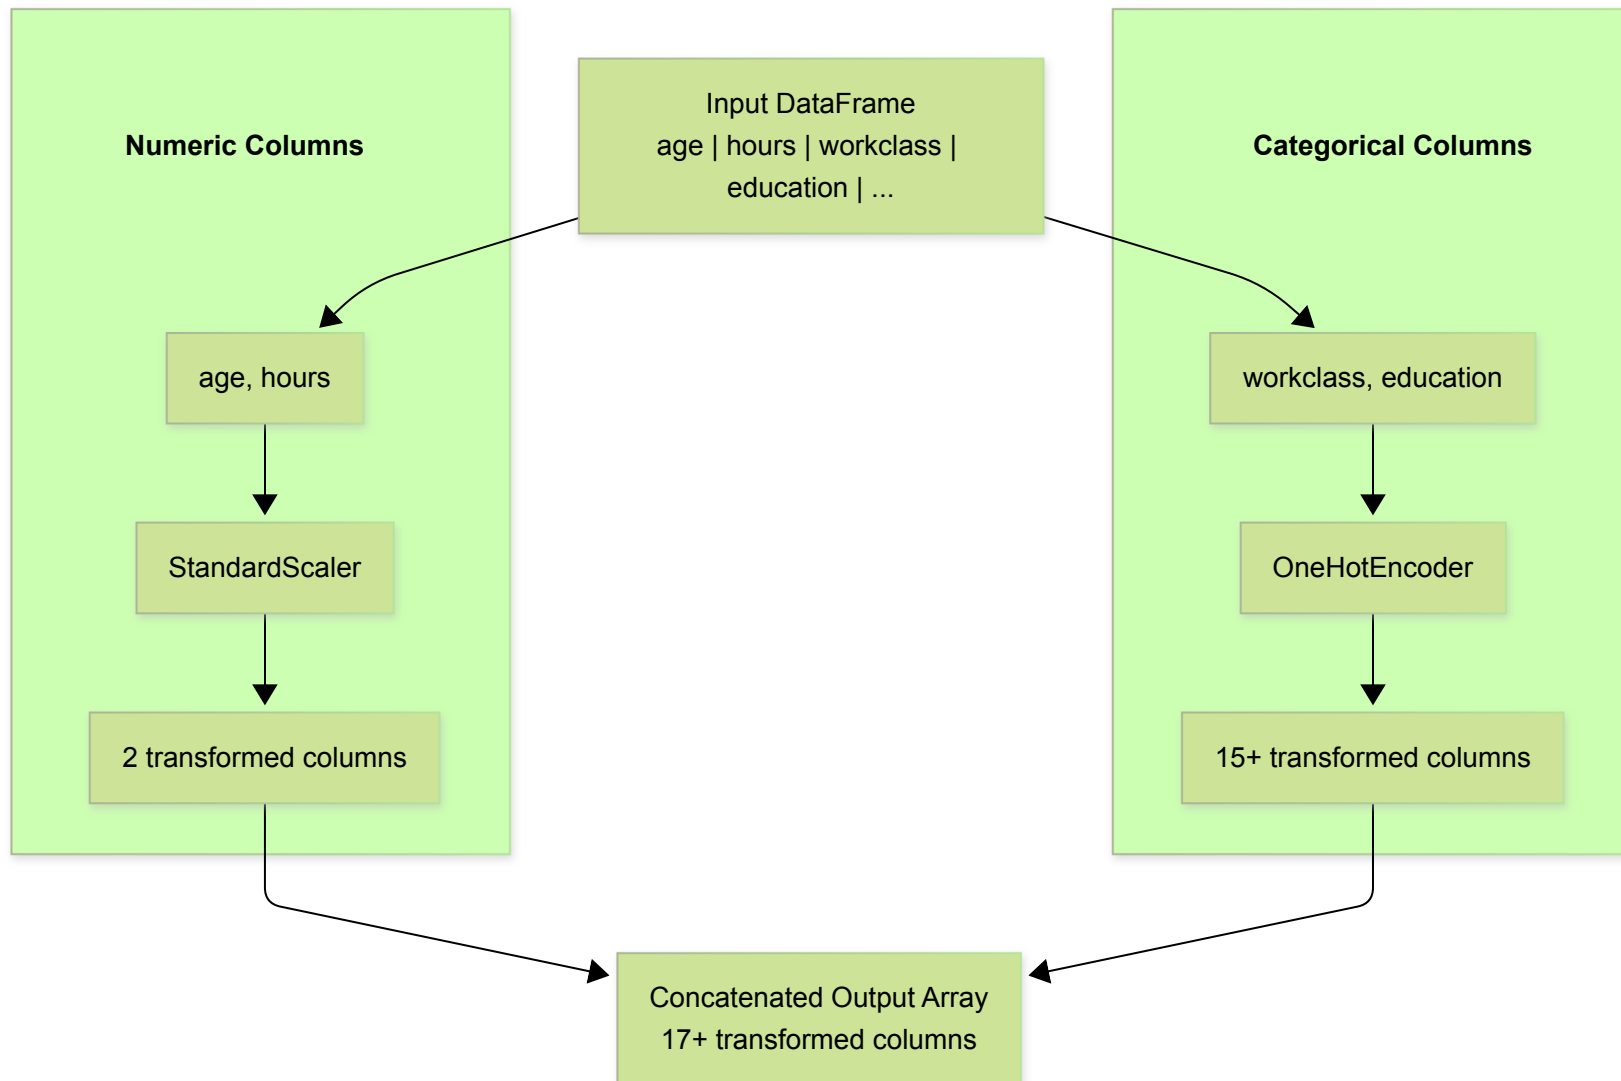 Numeric Columns
Input DataFrame
age | hours | workclass |
education | ...
Categorical Columns
age, hours
workclass, education
StandardScaler
OneHotEncoder
2 transformed columns
15+ transformed columns
Concatenated Output Array
17+ transformed columns